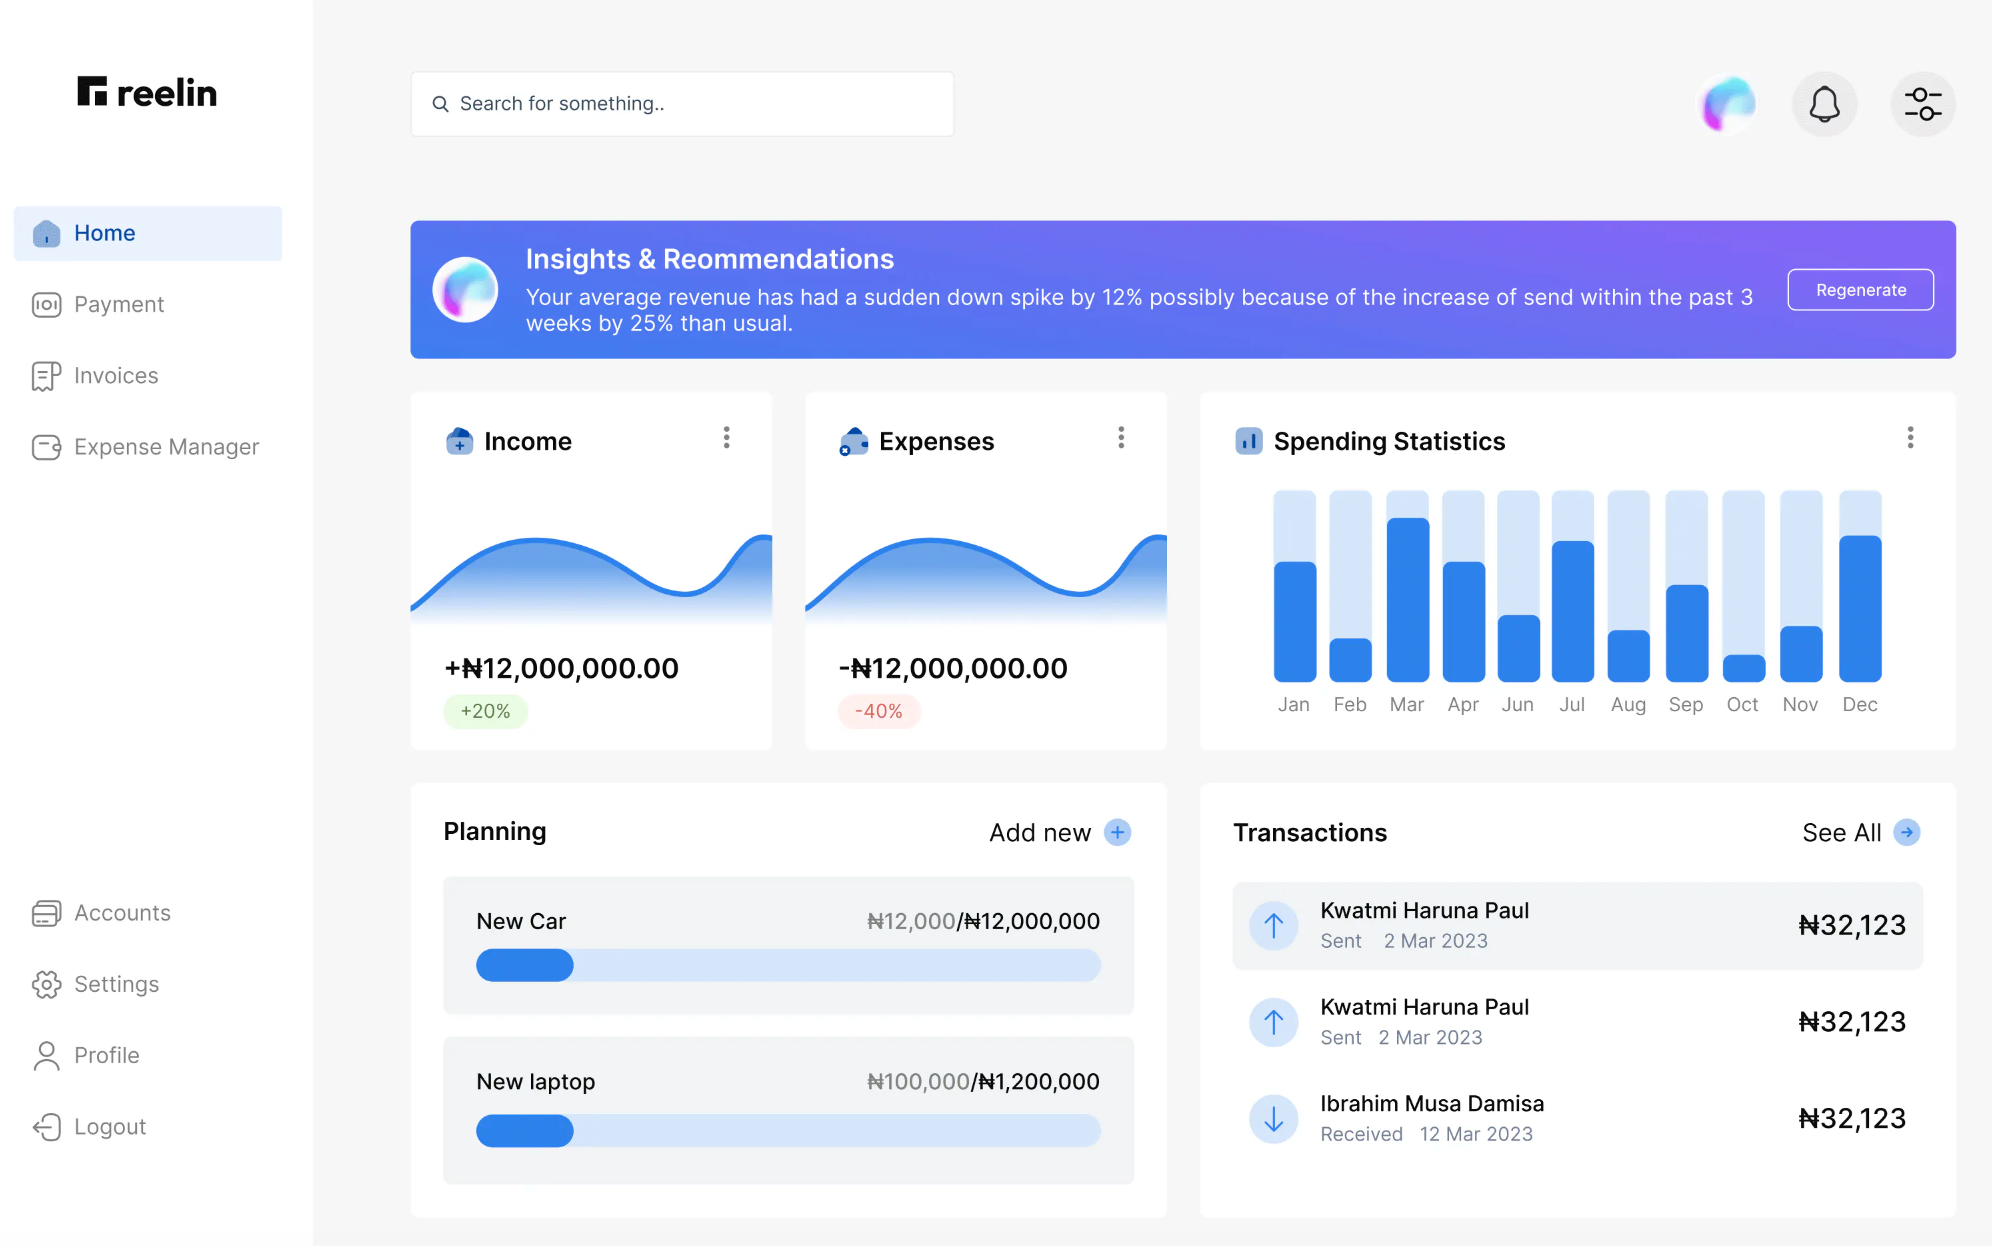 reelin
Search for something..
Home
Payment
Invoices
Expense Manager
Accounts
Settings
Profile
Logout
Insights & Reommendations
Your average revenue has had a sudden down spike by 12% possibly because of the increase of send within the past 3
weeks by 25% than usual.
Regenerate
Income
+₦12,000,000.00
+20%
Expenses
-₦12,000,000.00
-40%
Spending Statistics
Jan Feb Mar Apr Jun Jul Aug Sep Oct Nov Dec
Planning
Add new
New Car ₦12,000/₦12,000,000
New laptop ₦100,000/₦1,200,000
Transactions
See All
Kwatmi Haruna Paul
Sent 2 Mar 2023
₦32,123
Kwatmi Haruna Paul
Sent 2 Mar 2023
₦32,123
Ibrahim Musa Damisa
Received 12 Mar 2023
₦32,123